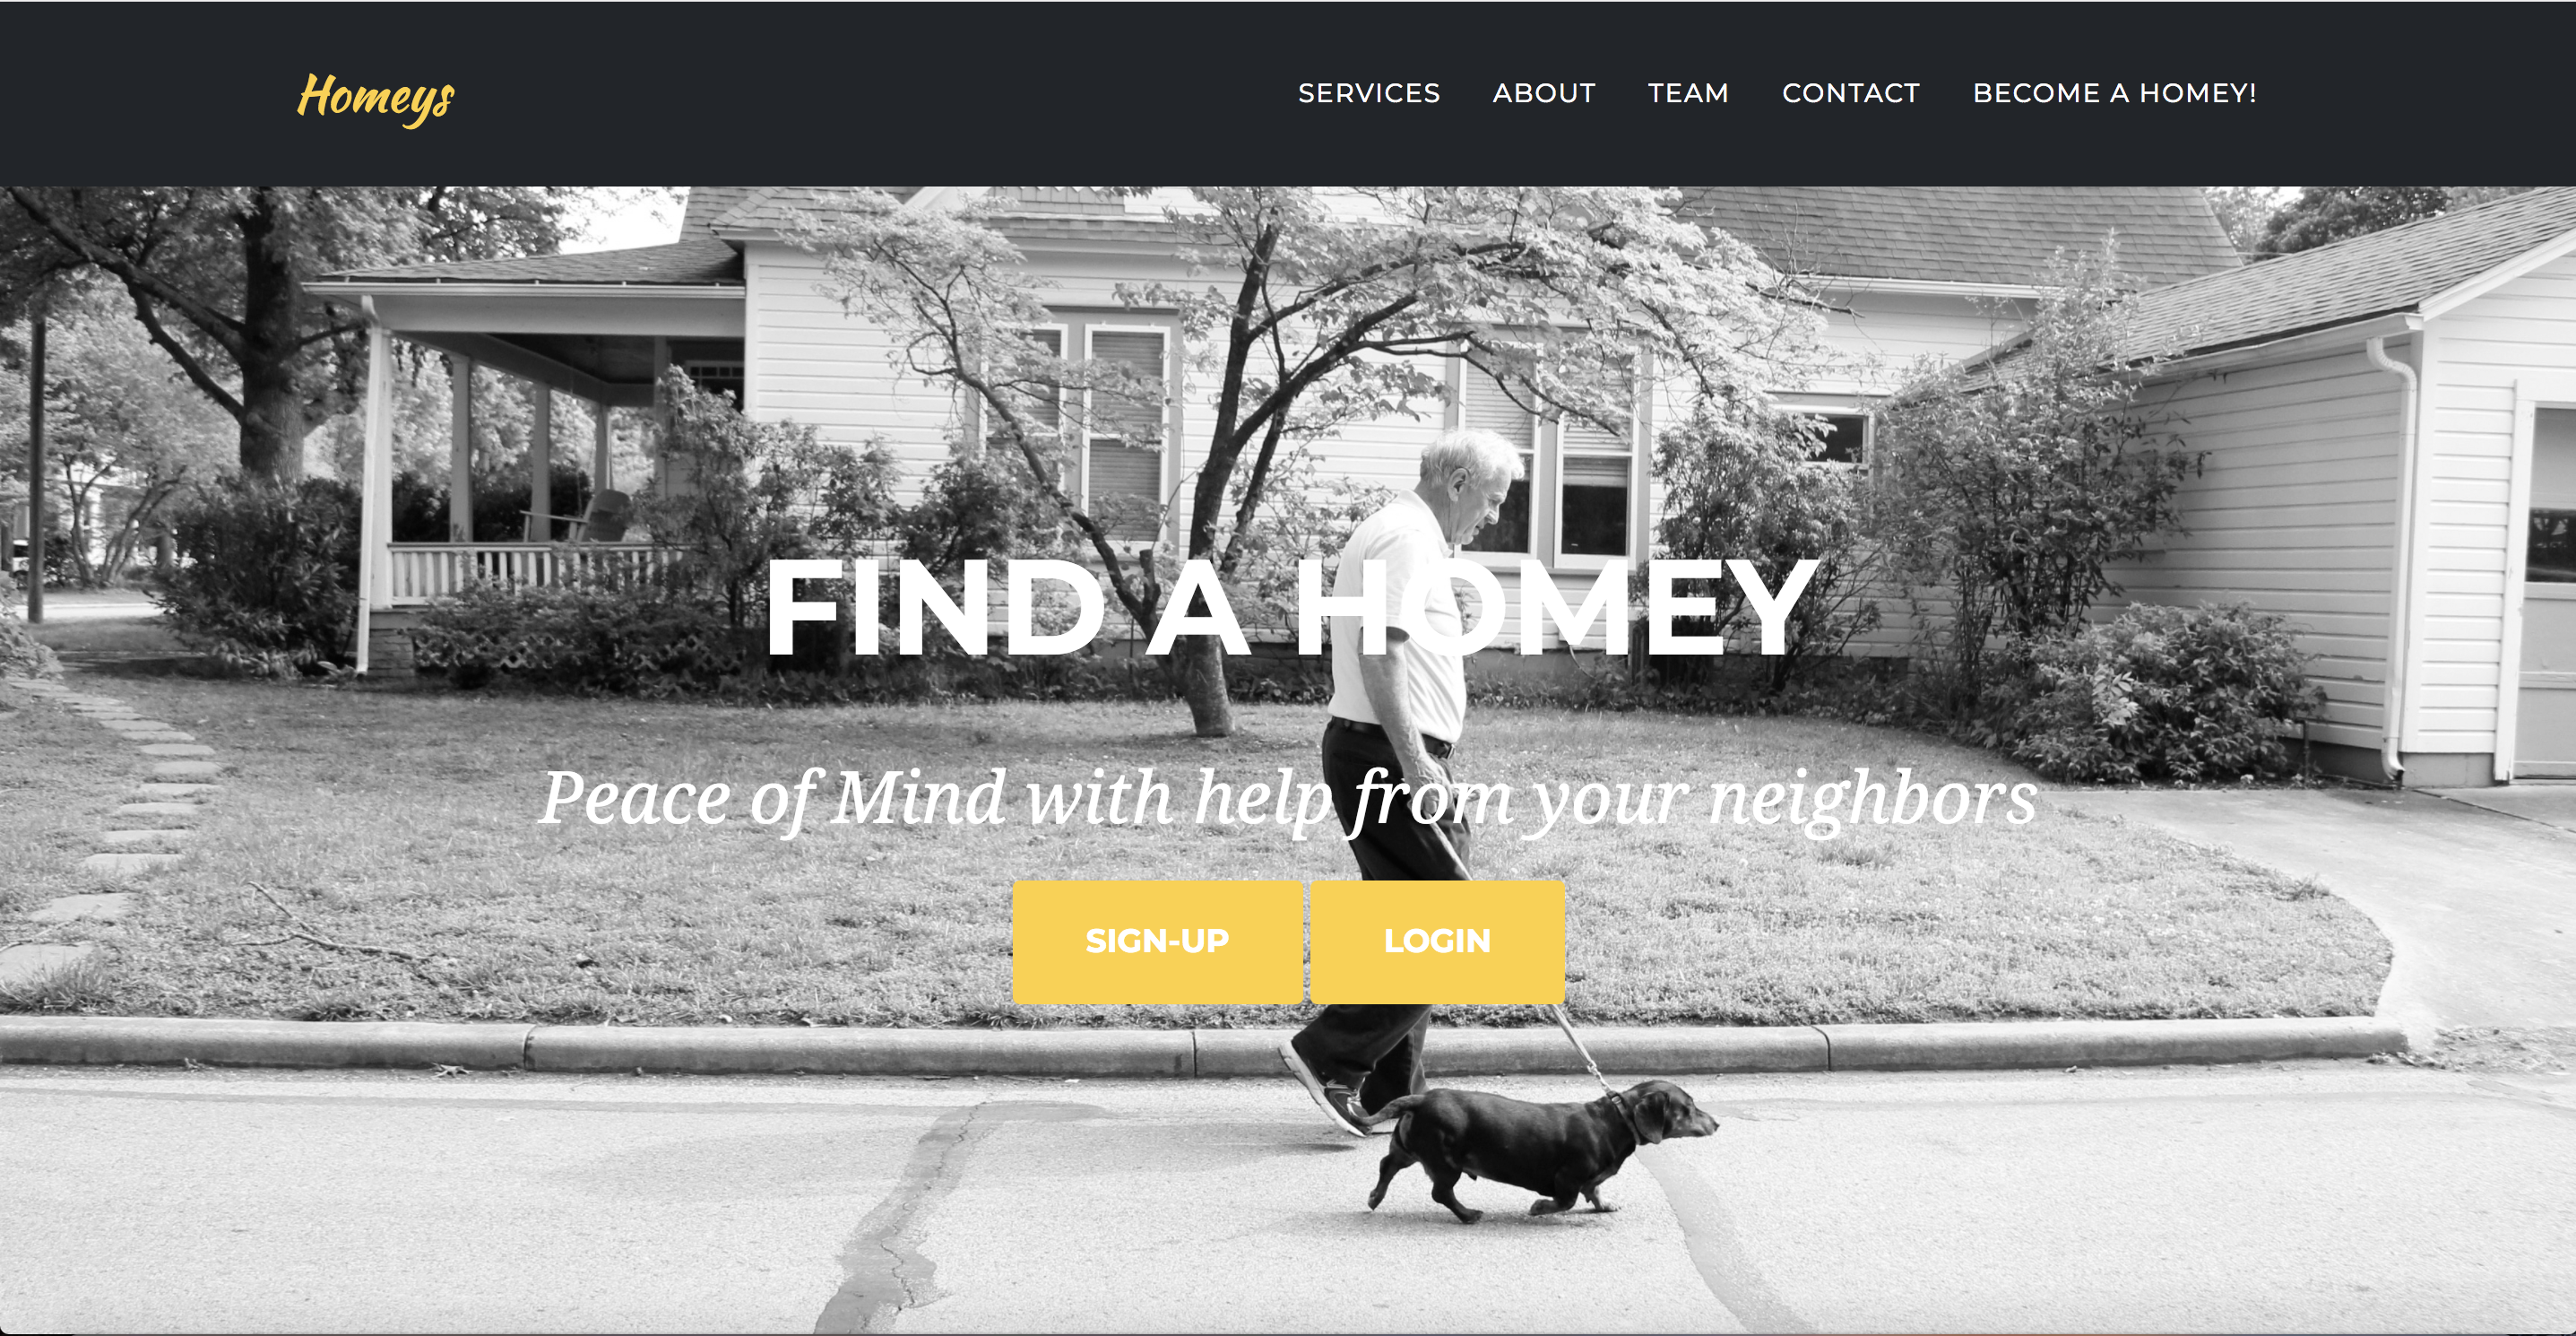 Homeys
SERVICES ABOUT TEAM CONTACT BECOME A HOMEY!
FIND A HOMEY
Peace of Mind with help from your neighbors
SIGN-UP LOGIN